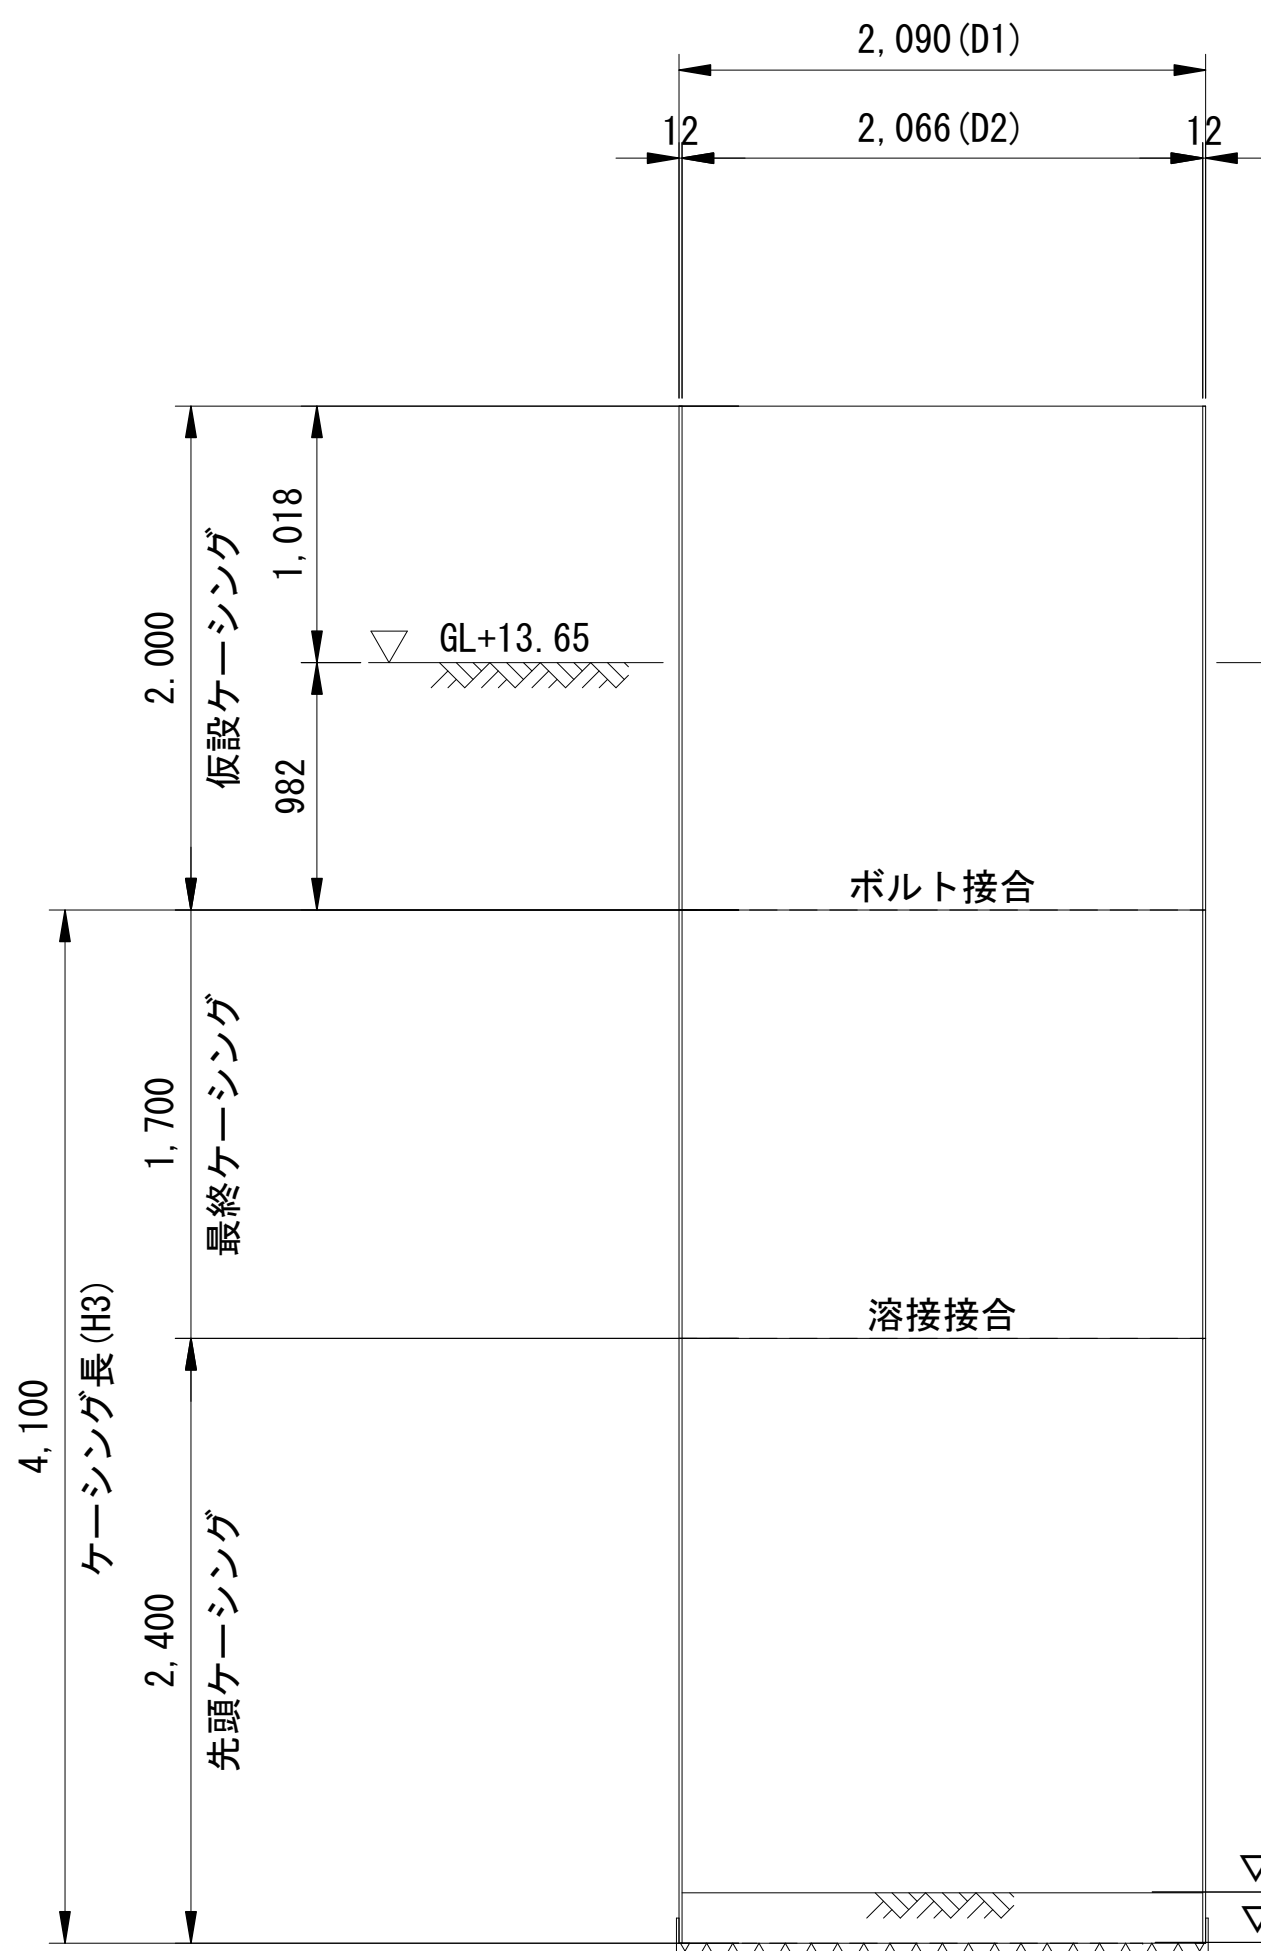 2,090(D1)
12
2,066(D2)
12
1,018
2.000
仮設ケーシング
GL+13.65
982
ボルト接合
1,700
最終ケーシング
溶接接合
4,100
ケーシング長(H3)
2,400
先頭ケーシング